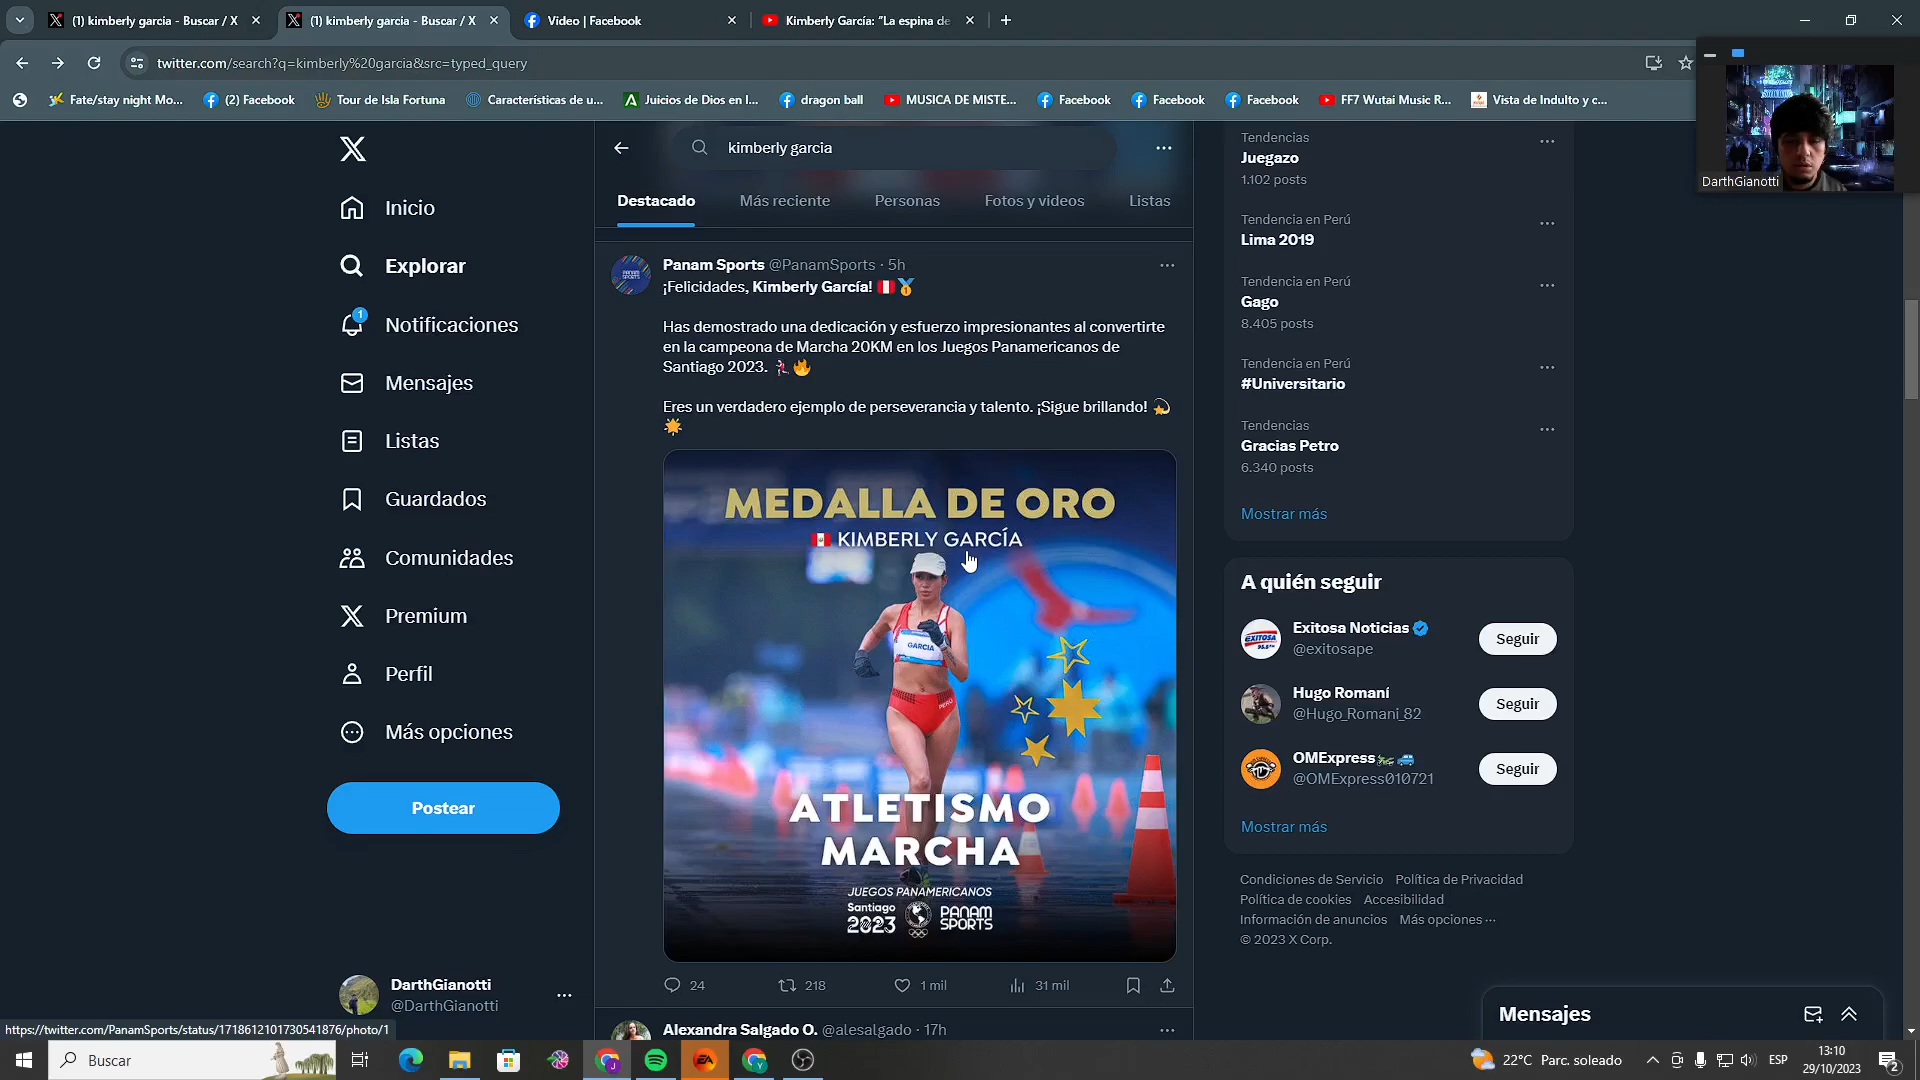 (1) kimberly garcia - Buscar / X
(1) kimberly garcia - Buscar / X
Video | Facebook
Kimberly García: "La espina de
twitter.com/search?q=kimberly%20garcia&src=typed_query
Fate/stay night Mo...
(2) Facebook
Tour de Isla Fortuna
Características de u...
Juicios de Dios en l...
dragon ball
MUSICA DE MISTE...
Facebook
Facebook
Facebook
FF7 Wutai Music R...
Vista de Indulto y c...
DarthGianotti
Inicio
Explorar
1
Notificaciones
Mensajes
Listas
Guardados
Comunidades
Premium
Perfil
Más opciones
Postear
DarthGianotti
@DarthGianotti
https://twitter.com/PanamSports/status/1718612101730541876/photo/1
kimberly garcia
Destacado
Más reciente
Personas
Fotos y videos
Listas
Panam Sports @PanamSports · 5h
¡Felicidades, Kimberly García! 🇵🇪🥇
Has demostrado una dedicación y esfuerzo impresionantes al convertirte
en la campeona de Marcha 20KM en los Juegos Panamericanos de
Santiago 2023. 🏃‍♀️🔥
Eres un verdadero ejemplo de perseverancia y talento. ¡Sigue brillando! 💫
🌟
MEDALLA DE ORO
KIMBERLY GARCÍA
GARCIA
PERÚ
ATLETISMO
MARCHA
JUEGOS PANAMERICANOS
Santiago
2023
PANAM
SPORTS
24
218
1 mil
31 mil
Alexandra Salgado O. @alesalgado · 17h
Tendencias
Juegazo
1.102 posts
Tendencia en Perú
Lima 2019
Tendencia en Perú
Gago
8.405 posts
Tendencia en Perú
#Universitario
Tendencias
Gracias Petro
6.340 posts
Mostrar más
A quién seguir
Exitosa Noticias
@exitosape
Seguir
Hugo Romaní
@Hugo_Romani_82
Seguir
OMExpress
@OMExpress010721
Seguir
Mostrar más
Condiciones de Servicio Política de Privacidad
Política de cookies Accesibilidad
Información de anuncios Más opciones ···
© 2023 X Corp.
Mensajes
Buscar
22°C Parc. soleado
ESP
13:10
29/10/2023
2